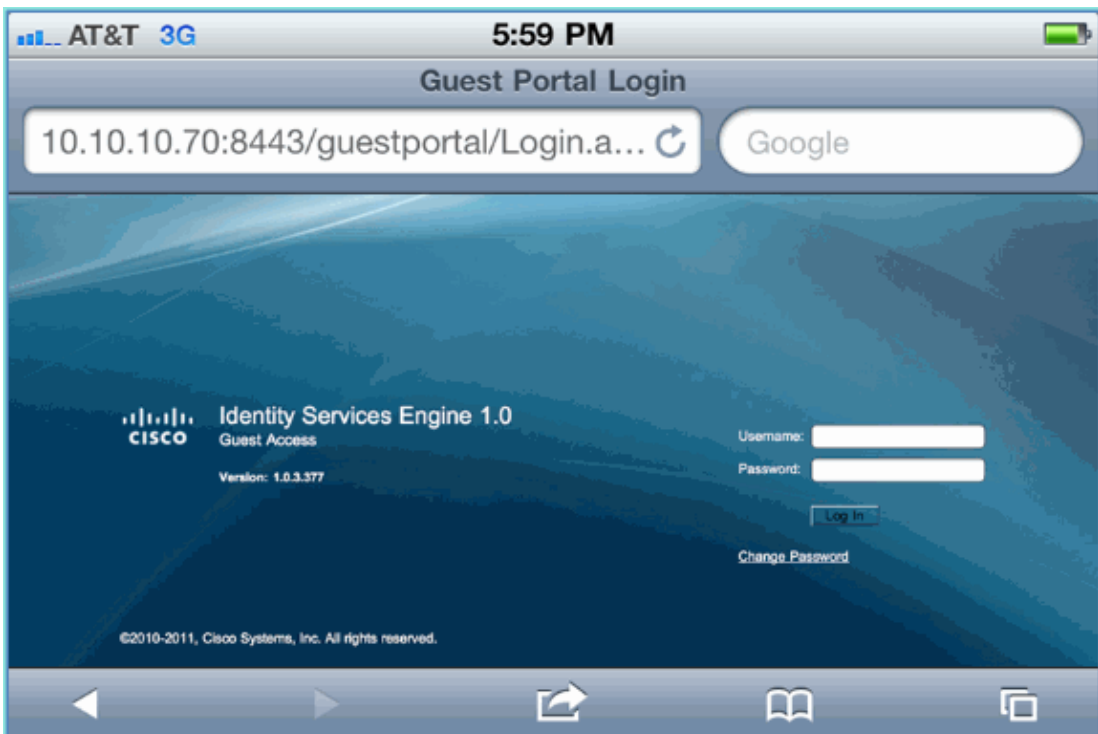 AT&T 3G 5:59 PM
Guest Portal Login
10.10.10.70:8443/guestportal/Login.a... Google
Identity Services Engine 1.0
CISCO Guest Access
Version: 1.0.3.377
Username:
Password:
Log In
Change Password
©2010-2011, Cisco Systems, Inc. All rights reserved.